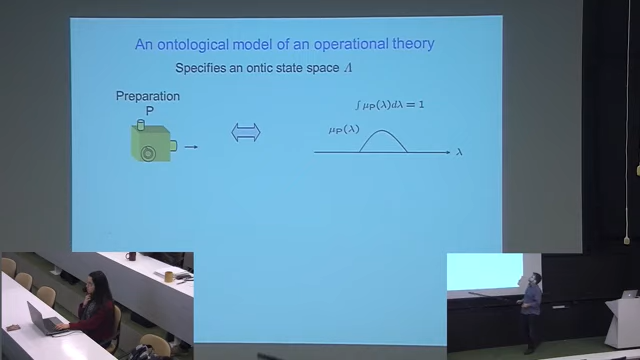 An ontological model of an operational theory
Specifies an ontic state space Λ
Preparation
P
∫ μP(λ)dλ = 1
μP(λ)
λ